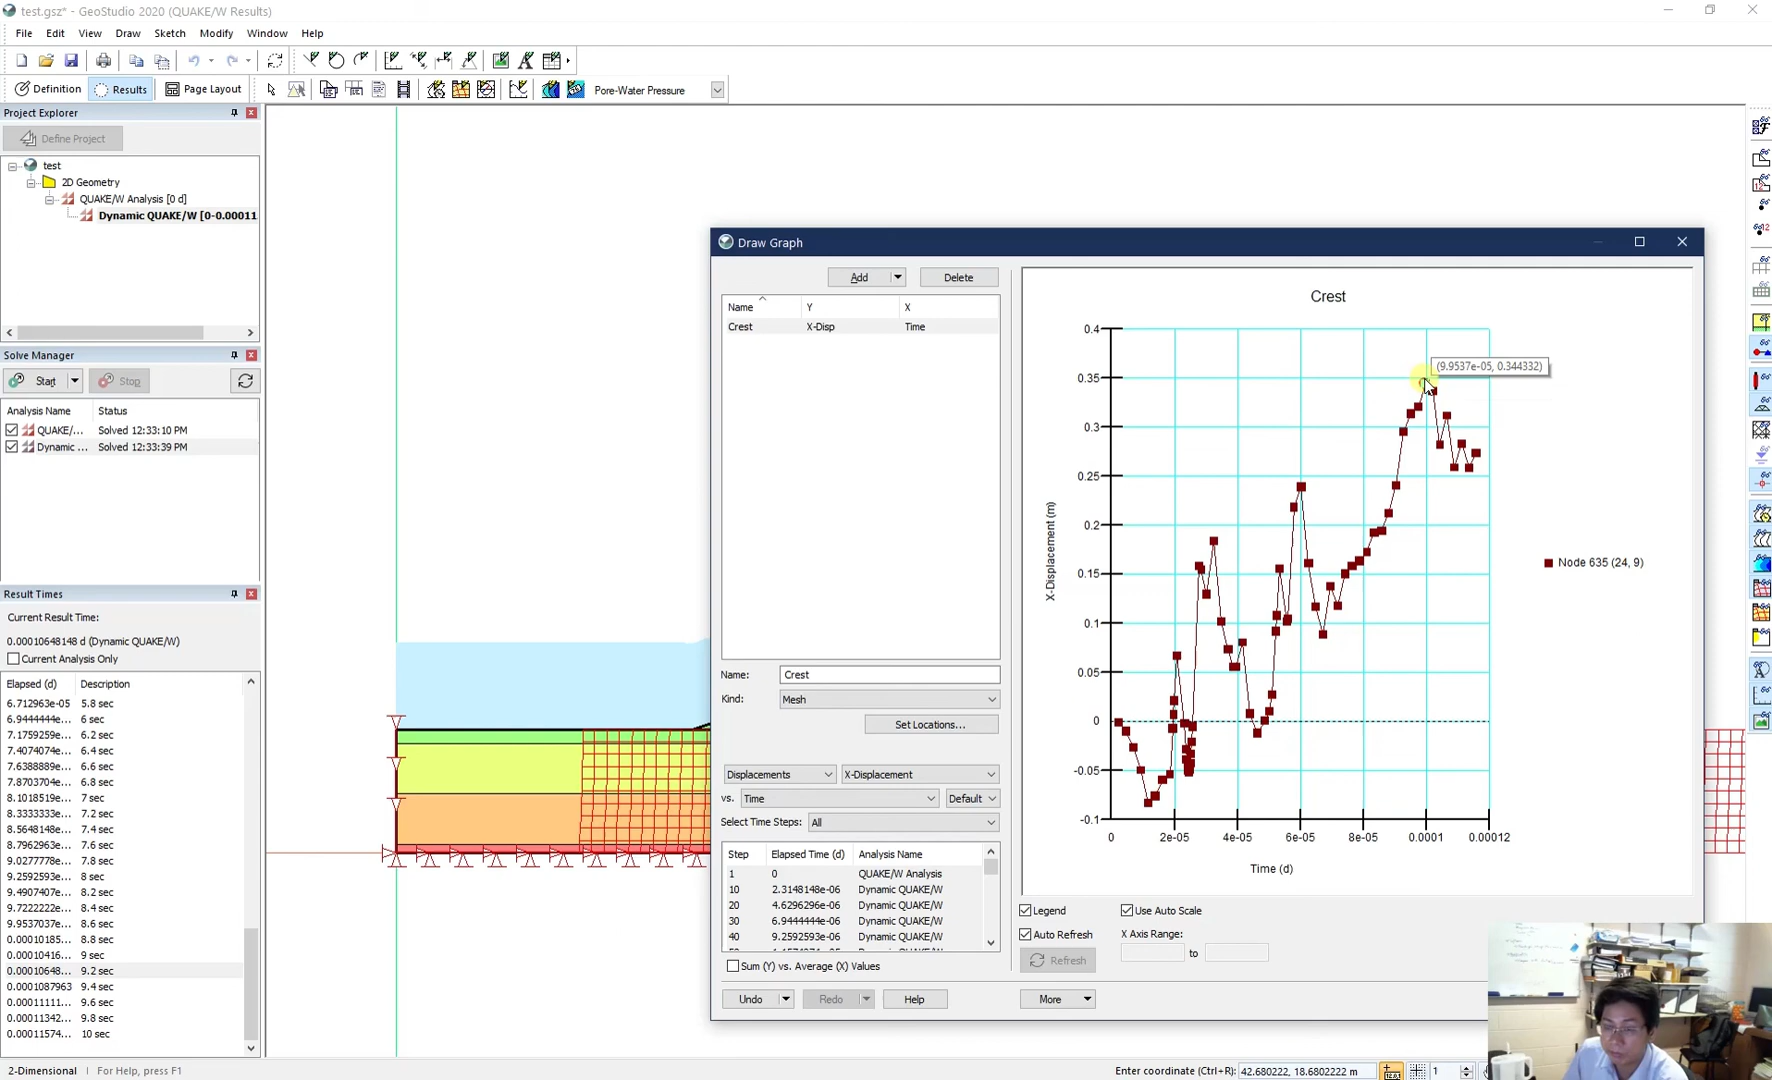 test.gsz* - GeoStudio 2020 (QUAKE/W Results)
File Edit View Draw Sketch Modify Window Help
Definition Results Page Layout Pore-Water Pressure
Project Explorer
Define Project
test
2D Geometry
QUAKE/W Analysis [0 d]
Dynamic QUAKE/W [0-0.00011
Solve Manager
Start Stop
Analysis Name Status
QUAKE/... Solved 12:33:10 PM
Dynamic ... Solved 12:33:39 PM
Result Times
Current Result Time:
0.00010648148 d (Dynamic QUAKE/W)
Current Analysis Only
Elapsed (d) Description
6.712963e-05 5.8 sec
6.9444444e... 6 sec
7.1759259e... 6.2 sec
7.4074074e... 6.4 sec
7.6388889e... 6.6 sec
7.8703704e... 6.8 sec
8.1018519e... 7 sec
8.3333333e... 7.2 sec
8.5648148e... 7.4 sec
8.7962963e... 7.6 sec
9.0277778e... 7.8 sec
9.2592593e... 8 sec
9.4907407e... 8.2 sec
9.7222222e... 8.4 sec
9.9537037e... 8.6 sec
0.00010185... 8.8 sec
0.00010416... 9 sec
0.00010648... 9.2 sec
0.0001087963 9.4 sec
0.00011111... 9.6 sec
0.00011342... 9.8 sec
0.00011574... 10 sec
Draw Graph
Add Delete
Name Y X
Crest X-Disp Time
Name: Crest
Kind: Mesh
Set Locations...
Displacements X-Displacement
vs. Time Default
Select Time Steps: All
Step Elapsed Time (d) Analysis Name
1 0 QUAKE/W Analysis
10 2.3148148e-06 Dynamic QUAKE/W
20 4.6296296e-06 Dynamic QUAKE/W
30 6.9444444e-06 Dynamic QUAKE/W
40 9.2592593e-06 Dynamic QUAKE/W
Sum (Y) vs. Average (X) Values
Undo Redo Help
Crest
(9.9537e-05, 0.344332)
0.4
0.35
0.3
0.25
0.2
0.15
0.1
0.05
0
-0.05
-0.1
X-Displacement (m)
0 2e-05 4e-05 6e-05 8e-05 0.0001 0.00012
Time (d)
Node 635 (24, 9)
Legend Use Auto Scale
Auto Refresh X Axis Range:
to
Refresh
More
2-Dimensional For Help, press F1
Enter coordinate (Ctrl+R): 42.680222, 18.6802222 m 1